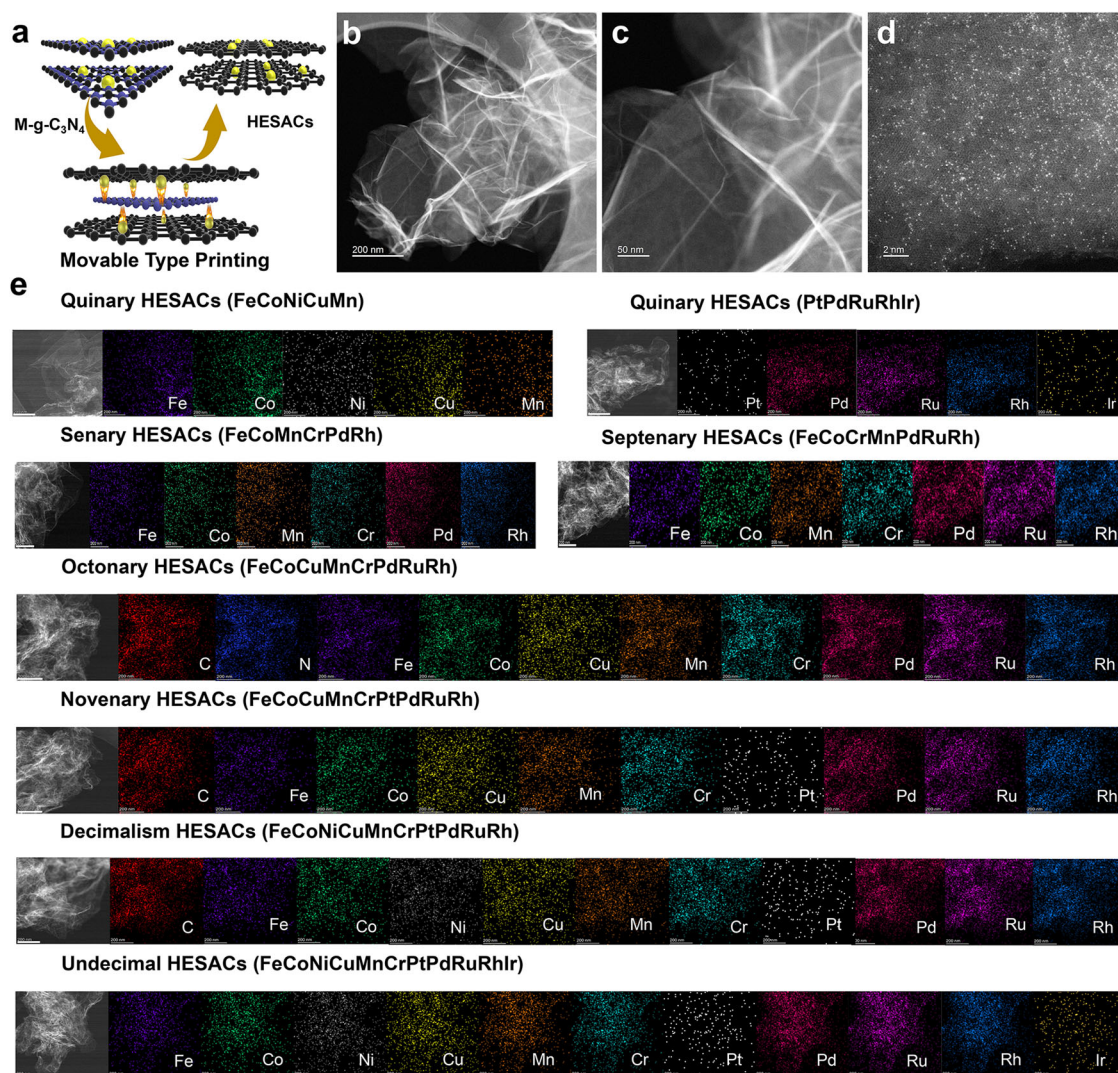 a
M-g-C₃N₄
HESACs
Movable Type Printing
b
200 nm
c
50 nm
d
2 nm
e
Quinary HESACs (FeCoNiCuMn)
Fe Co Ni Cu Mn
Quinary HESACs (PtPdRuRhIr)
Pt Pd Ru Rh Ir
Senary HESACs (FeCoMnCrPdRh)
Fe Co Mn Cr Pd Rh
Septenary HESACs (FeCoCrMnPdRuRh)
Fe Co Mn Cr Pd Ru Rh
Octonary HESACs (FeCoCuMnCrPdRuRh)
C N Fe Co Cu Mn Cr Pd Ru Rh
Novenary HESACs (FeCoCuMnCrPtPdRuRh)
C Fe Co Cu Mn Cr Pt Pd Ru Rh
Decimalism HESACs (FeCoNiCuMnCrPtPdRuRh)
C Fe Co Ni Cu Mn Cr Pt Pd Ru Rh
Undecimal HESACs (FeCoNiCuMnCrPtPdRuRhIr)
Fe Co Ni Cu Mn Cr Pt Pd Ru Rh Ir